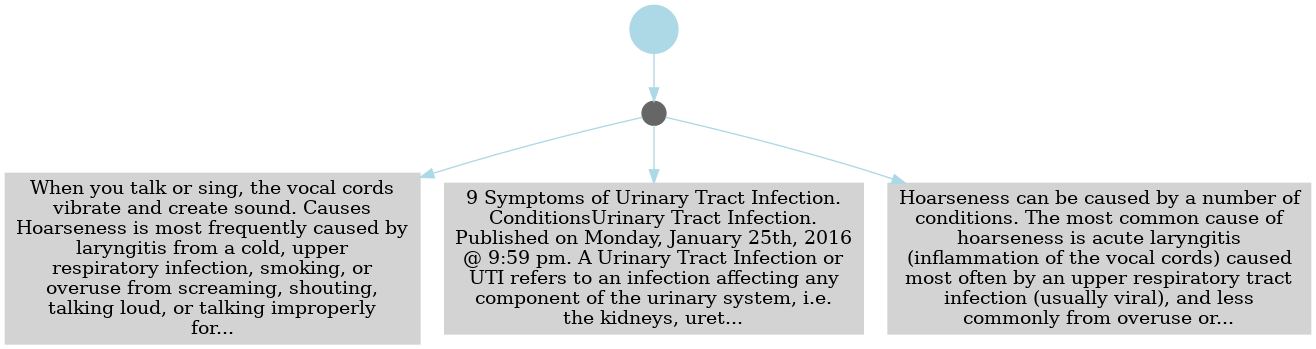 When you talk or sing, the vocal cords
vibrate and create sound. Causes
Hoarseness is most frequently caused by
laryngitis from a cold, upper
respiratory infection, smoking, or
overuse from screaming, shouting,
talking loud, or talking improperly
for...
9 Symptoms of Urinary Tract Infection.
ConditionsUrinary Tract Infection.
Published on Monday, January 25th, 2016
@ 9:59 pm. A Urinary Tract Infection or
UTI refers to an infection affecting any
component of the urinary system, i.e.
the kidneys, uret...
Hoarseness can be caused by a number of
conditions. The most common cause of
hoarseness is acute laryngitis
(inflammation of the vocal cords) caused
most often by an upper respiratory tract
infection (usually viral), and less
commonly from overuse or...